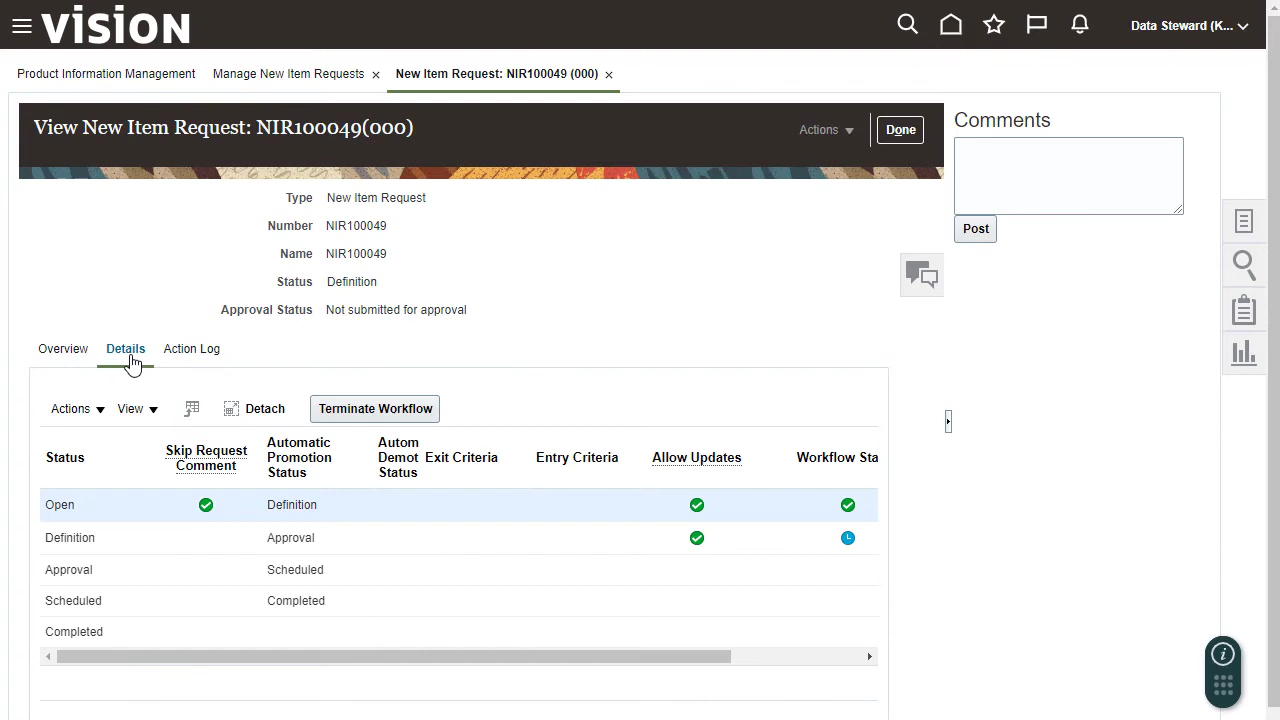 VISION
Data Steward (K...
Product Information Management
Manage New Item Requests
New Item Request: NIR100049 (000)
View New Item Request: NIR100049(000)
Actions
Done
Comments
Type New Item Request
Number NIR100049
Name NIR100049
Status Definition
Approval Status Not submitted for approval
Post
Overview
Details
Action Log
Actions
View
Detach
Terminate Workflow
Status
Skip Request
Comment
Automatic
Promotion
Status
Autom
Demot
Status
Exit Criteria
Entry Criteria
Allow Updates
Workflow Sta
Open Definition
Definition Approval
Approval Scheduled
Scheduled Completed
Completed